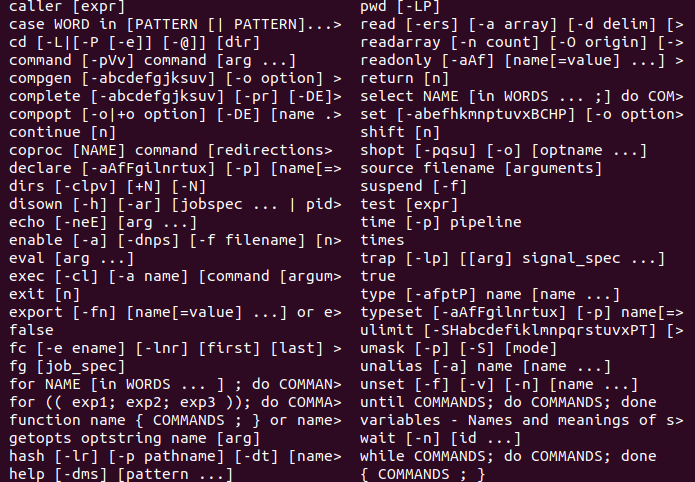 caller [expr]
case WORD in [PATTERN [| PATTERN]...>
cd [-L|[-P [-e]] [-@]] [dir]
command [-pVv] command [arg ...]
compgen [-abcdefgjksuv] [-o option] >
complete [-abcdefgjksuv] [-pr] [-DE]>
compopt [-o|+o option] [-DE] [name .>
continue [n]
coproc [NAME] command [redirections>
declare [-aAfFgilnrtux] [-p] [name[=>
dirs [-clpv] [+N] [-N]
disown [-h] [-ar] [jobspec ... | pid>
echo [-neE] [arg ...]
enable [-a] [-dnps] [-f filename] [n>
eval [arg ...]
exec [-cl] [-a name] [command [argum>
exit [n]
export [-fn] [name[=value] ...] or e>
false
fc [-e ename] [-lnr] [first] [last] >
fg [job_spec]
for NAME [in WORDS ... ] ; do COMMAN>
for (( exp1; exp2; exp3 )); do COMMA>
function name { COMMANDS ; } or name>
getopts optstring name [arg]
hash [-lr] [-p pathname] [-dt] [name>
help [-dms] [pattern ...]
pwd [-LP]
read [-ers] [-a array] [-d delim] [>
readarray [-n count] [-O origin] [->
readonly [-aAf] [name[=value] ...] >
return [n]
select NAME [in WORDS ... ;] do COM>
set [-abefhkmnptuvxBCHP] [-o option>
shift [n]
shopt [-pqsu] [-o] [optname ...]
source filename [arguments]
suspend [-f]
test [expr]
time [-p] pipeline
times
trap [-lp] [[arg] signal_spec ...]
true
type [-afptP] name [name ...]
typeset [-aAfFgilnrtux] [-p] name[=>
ulimit [-SHabcdefiklmnpqrstuvxPT] [>
umask [-p] [-S] [mode]
unalias [-a] name [name ...]
unset [-f] [-v] [-n] [name ...]
until COMMANDS; do COMMANDS; done
variables - Names and meanings of s>
wait [-n] [id ...]
while COMMANDS; do COMMANDS; done
{ COMMANDS ; }